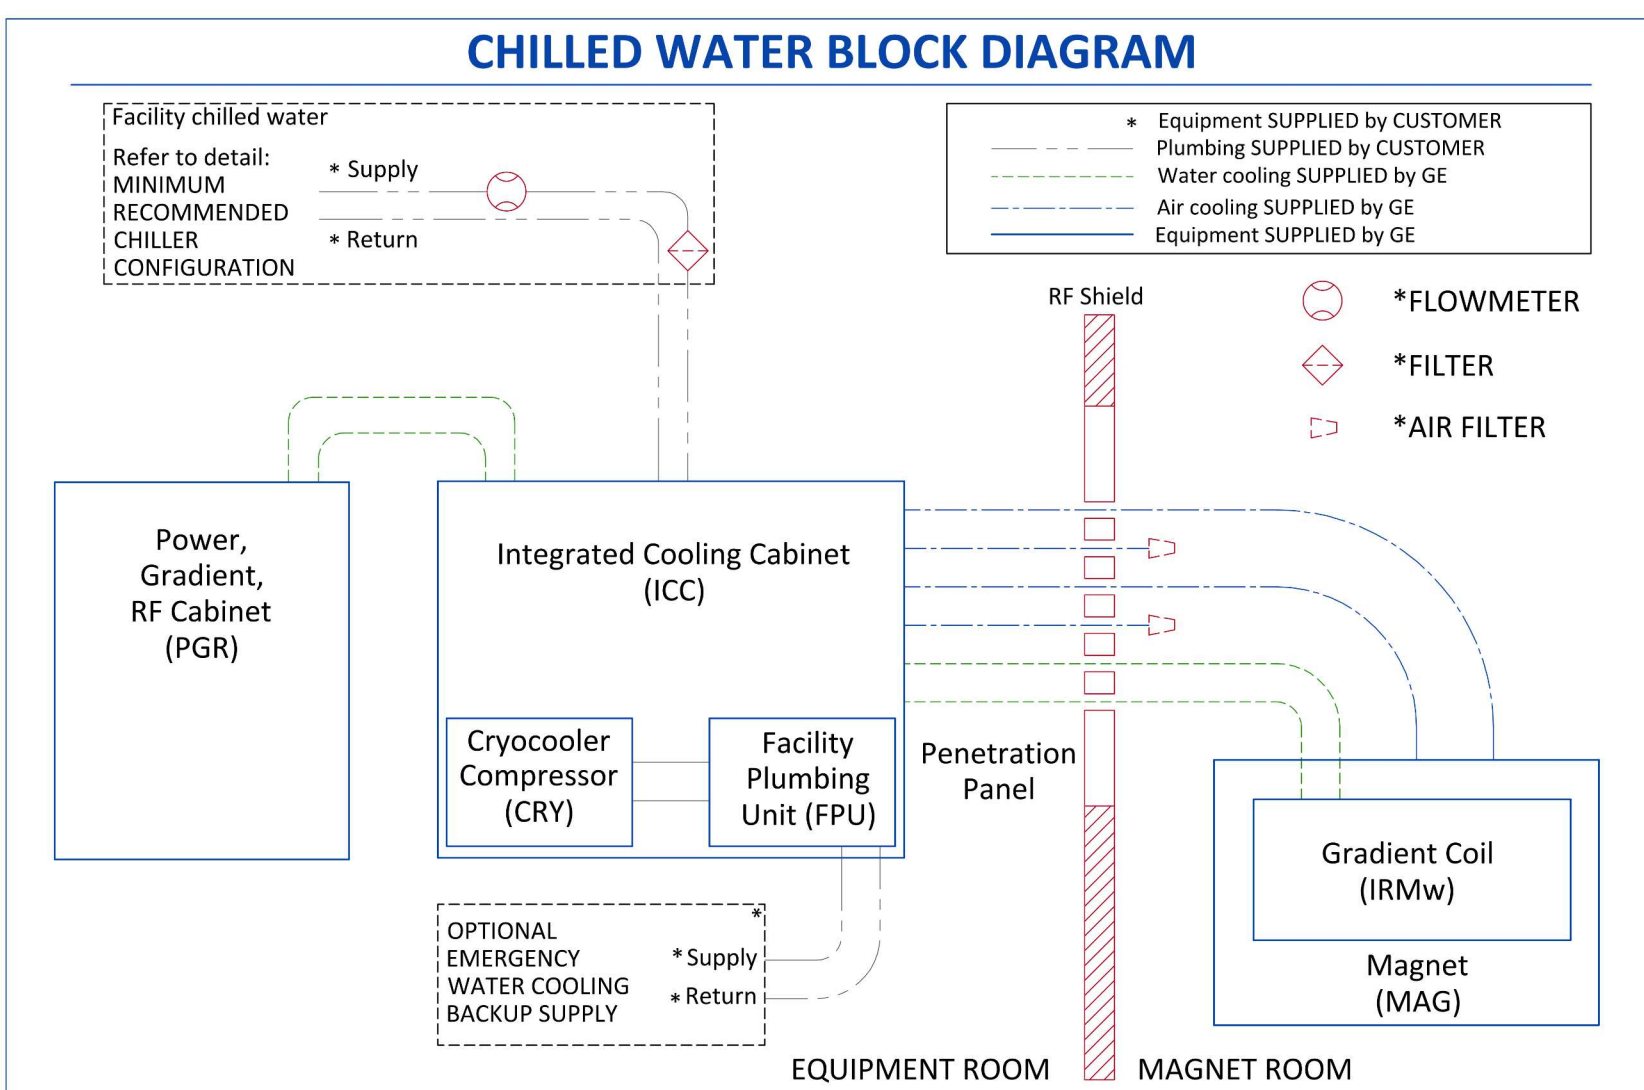 CHILLED WATER BLOCK DIAGRAM
Facility chilled water
Refer to detail:
MINIMUM
RECOMMENDED
CHILLER
CONFIGURATION
* Supply
* Return
* Equipment SUPPLIED by CUSTOMER
Plumbing SUPPLIED by CUSTOMER
Water cooling SUPPLIED by GE
Air cooling SUPPLIED by GE
Equipment SUPPLIED by GE
RF Shield
*FLOWMETER
*FILTER
*AIR FILTER
Power,
Gradient,
RF Cabinet
(PGR)
Integrated Cooling Cabinet
(ICC)
Cryocooler
Compressor
(CRY)
Facility
Plumbing
Unit (FPU)
Penetration
Panel
Gradient Coil
(IRMw)
Magnet
(MAG)
*
OPTIONAL
EMERGENCY
WATER COOLING
BACKUP SUPPLY
* Supply
* Return
EQUIPMENT ROOM
MAGNET ROOM